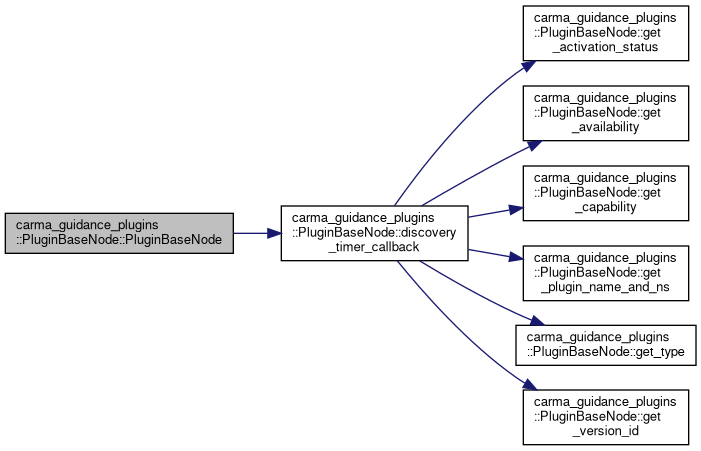 carma_guidance_plugins
::PluginBaseNode::PluginBaseNode
carma_guidance_plugins
::PluginBaseNode::discovery
_timer_callback
carma_guidance_plugins
::PluginBaseNode::get
_activation_status
carma_guidance_plugins
::PluginBaseNode::get
_availability
carma_guidance_plugins
::PluginBaseNode::get
_capability
carma_guidance_plugins
::PluginBaseNode::get
_plugin_name_and_ns
carma_guidance_plugins
::PluginBaseNode::get_type
carma_guidance_plugins
::PluginBaseNode::get
_version_id